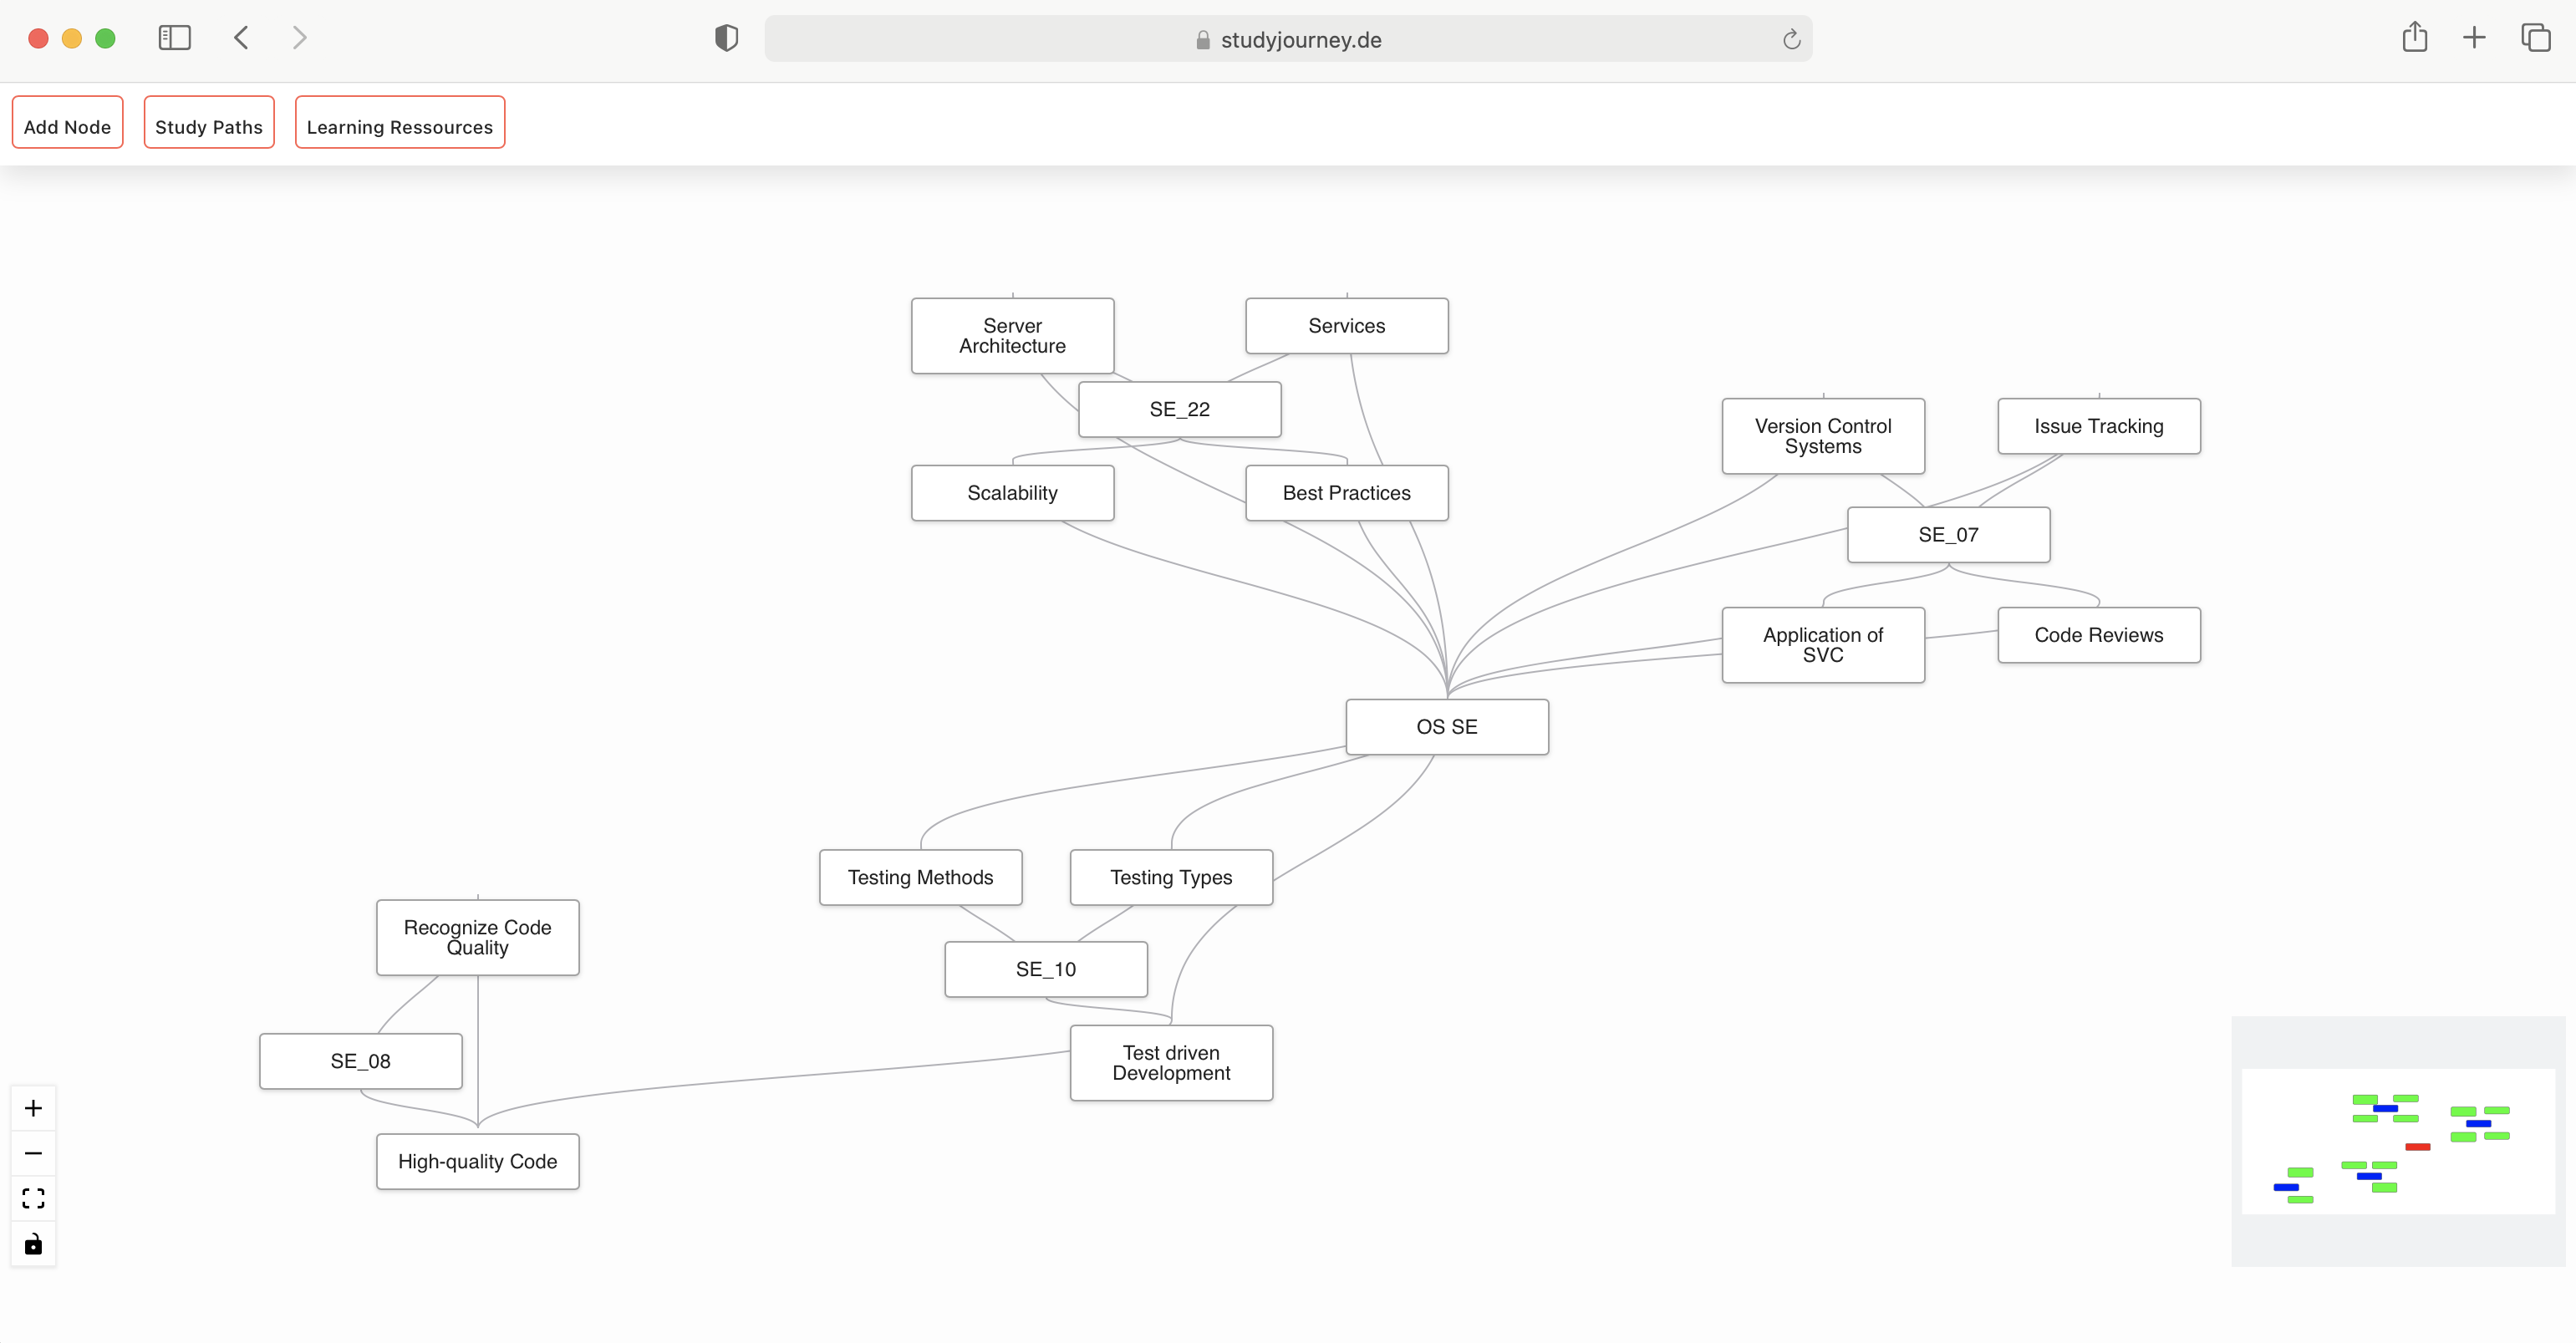 studyjourney.de
Add Node
Study Paths
Learning Ressources
Server
Architecture
Services
SE_22
Scalability
Best Practices
Version Control
Systems
Issue Tracking
SE_07
Application of
SVC
Code Reviews
OS SE
Testing Methods
Testing Types
SE_10
Test driven
Development
Recognize Code
Quality
SE_08
High-quality Code